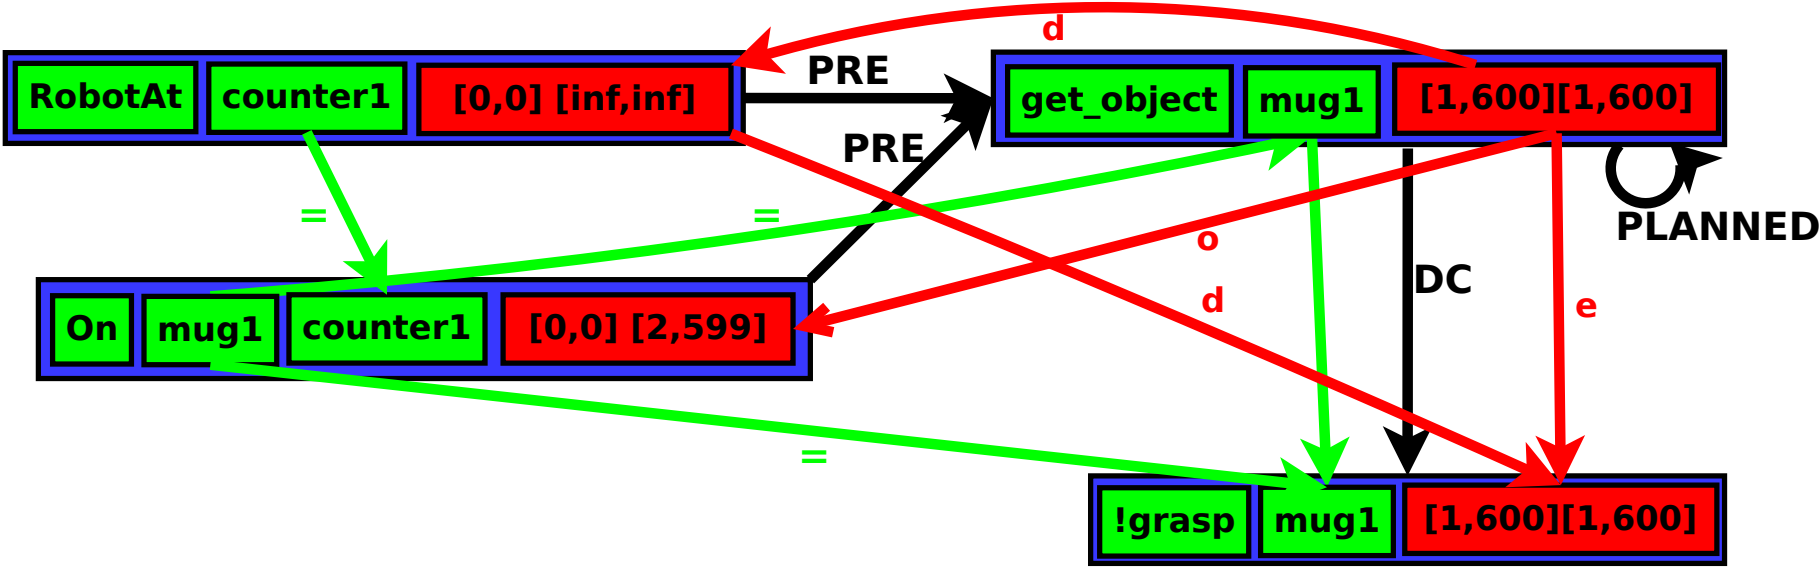 d
RobotAt counter1 [0,0] [inf,inf]
PRE
get_object mug1 [1,600][1,600]
PRE
=
=
PLANNED
o
DC
d
e
On mug1 counter1 [0,0] [2,599]
=
!grasp mug1 [1,600][1,600]